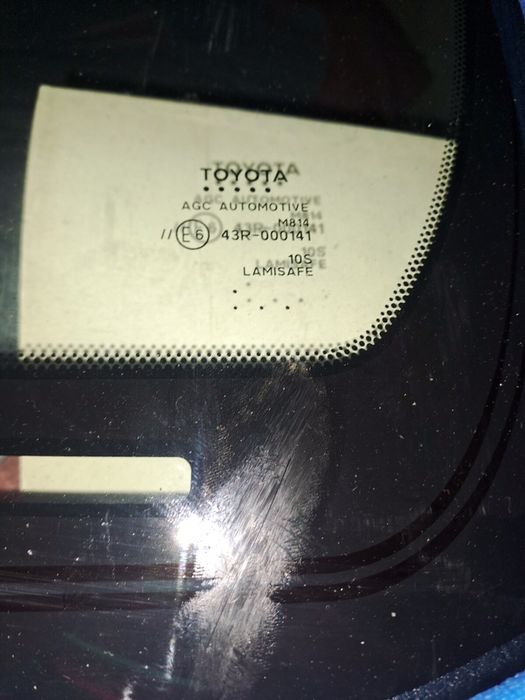 TOYOTA
AGC AUTOMOTIVE
M814
// E6 43R-000141
10S
LAMISAFE